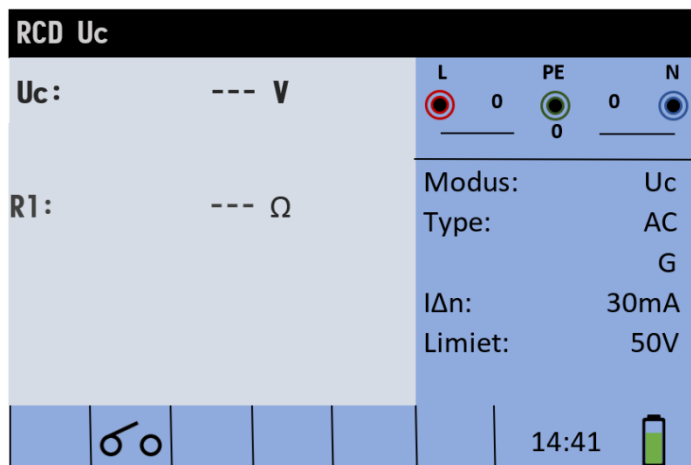 RCD Uc
Uc: --- V
R1: --- Ω
L PE N
0 0
0
Modus: Uc
Type: AC
G
IΔn: 30mA
Limiet: 50V
14:41